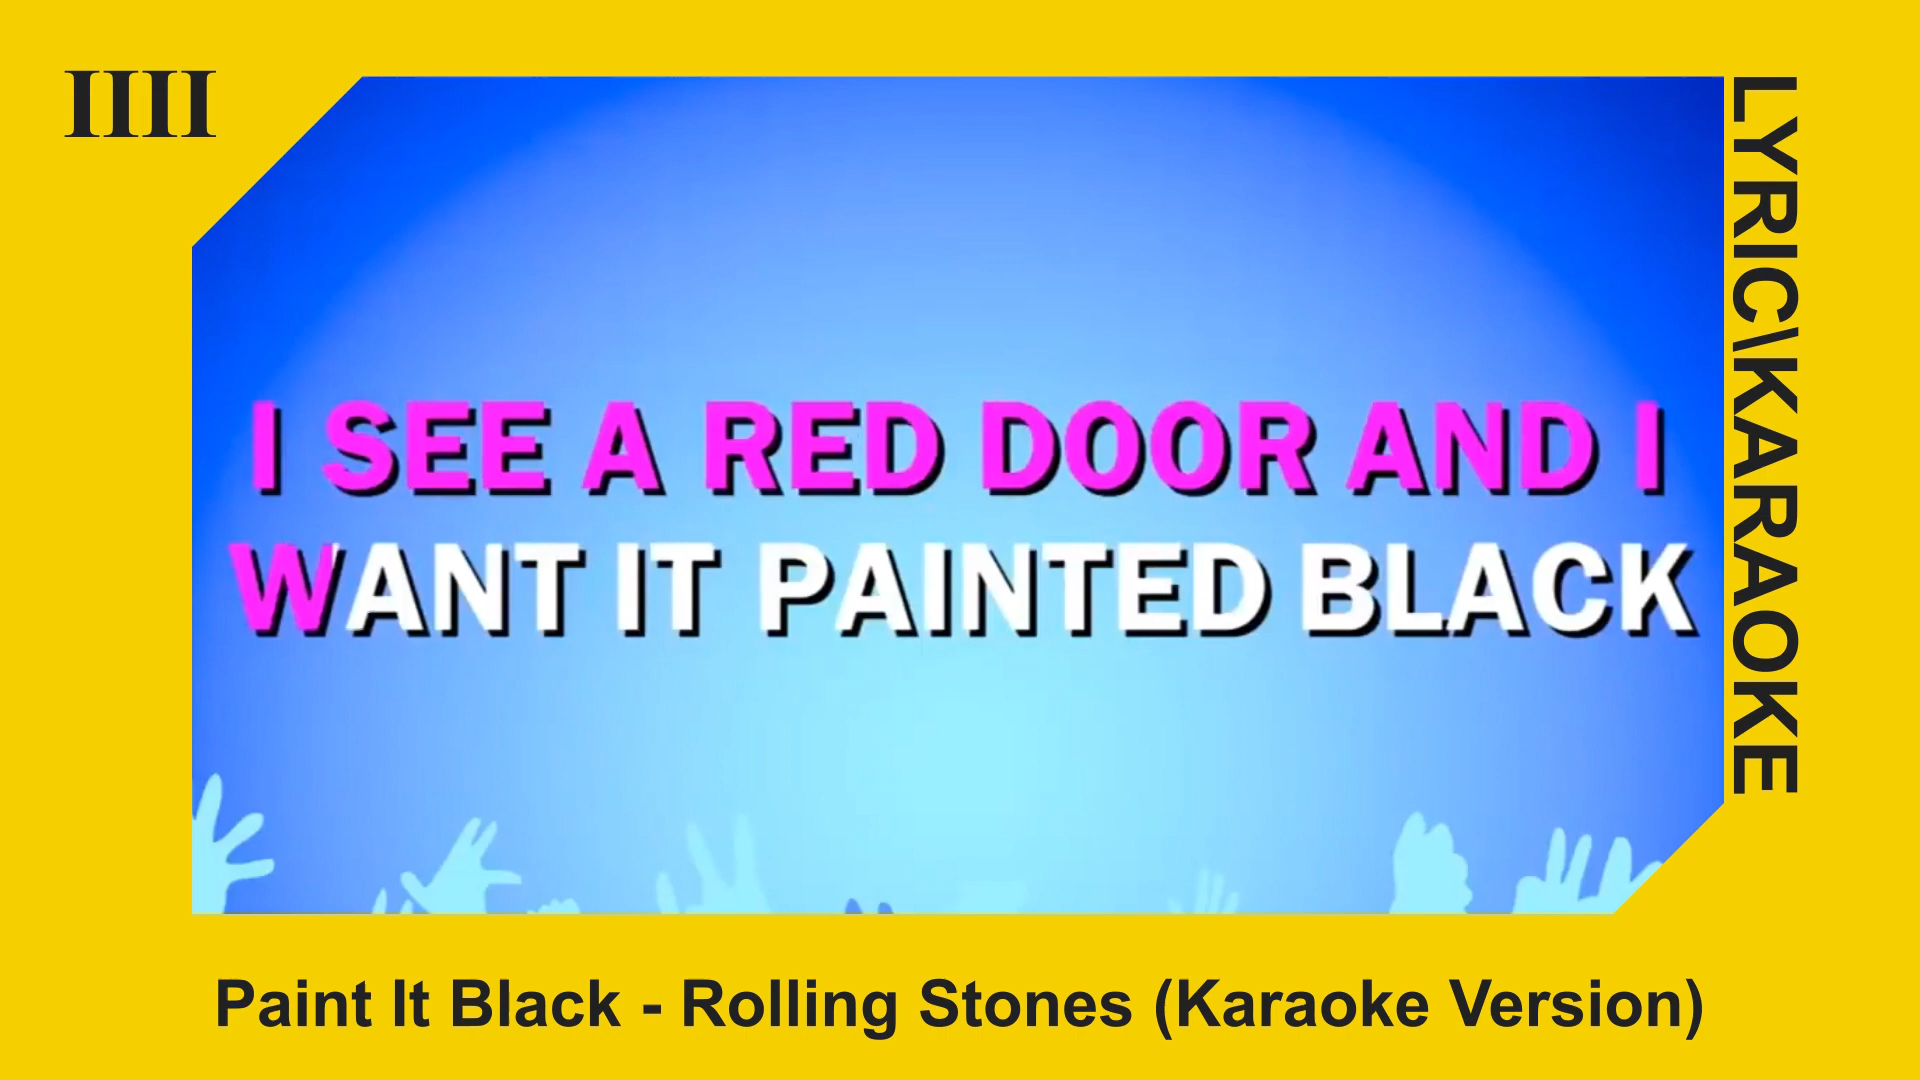 IIII
LYRIC\KARAOKE
I SEE A RED DOOR AND I
WANT IT PAINTED BLACK
Paint It Black - Rolling Stones (Karaoke Version)